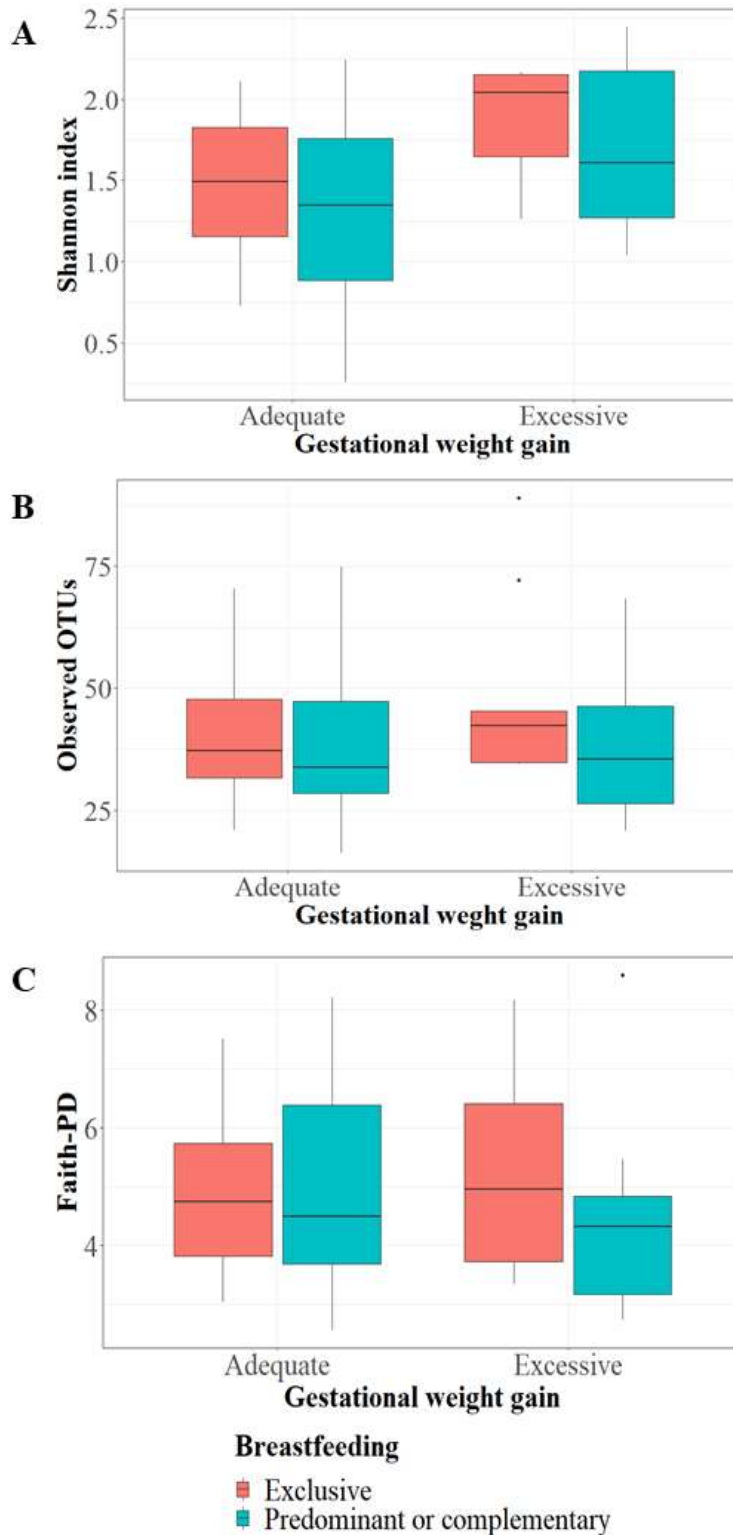 A
Shannon index
2.5
2.0
1.5
1.0
0.5
Adequate Excessive
Gestational weight gain
B
Observed OTUs
75
50
25
Adequate Excessive
Gestational weght gain
C
Faith-PD
8
6
4
Adequate Excessive
Gestational weight gain
Breastfeeding
Exclusive
Predominant or complementary